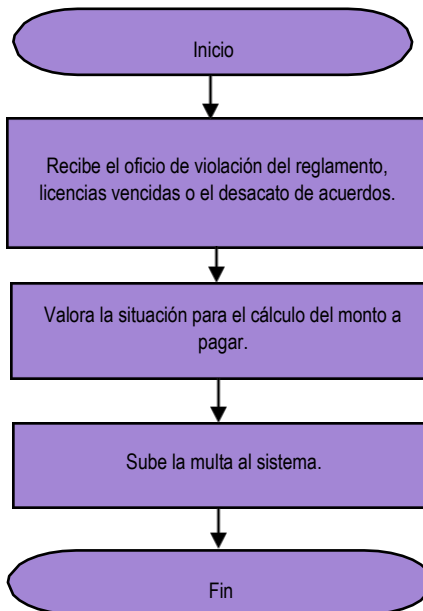 Inicio
Recibe el oficio de violación del reglamento,
licencias vencidas o el desacato de acuerdos.
Valora la situación para el cálculo del monto a
pagar.
Sube la multa al sistema.
Fin